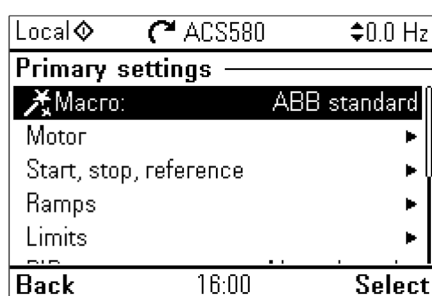 Local ACS580 0.0 Hz
Primary settings
Macro: ABB standard
Motor
Start, stop, reference
Ramps
Limits
Back 16:00 Select